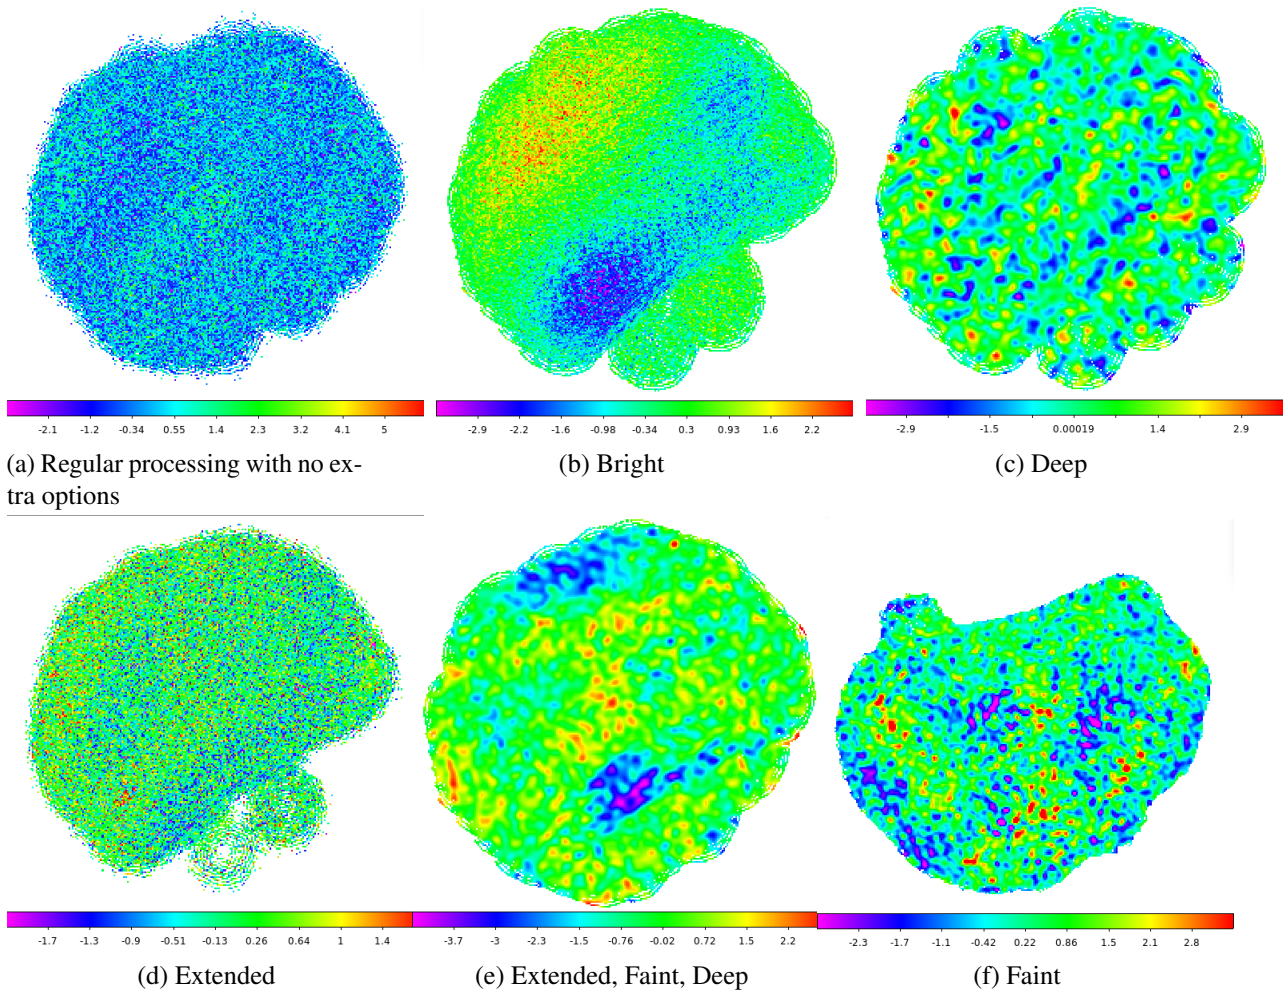 -2.1 -1.2 -0.34 0.55 1.4 2.3 3.2 4.1 5
-2.9 -2.2 -1.6 -0.98 -0.34 0.3 0.93 1.6 2.2
-2.9 -1.5 0.00019 1.4 2.9
(a) Regular processing with no ex-
tra options
(b) Bright
(c) Deep
-1.7 -1.3 -0.9 -0.51 -0.13 0.26 0.64 1 1.4
-3.7 -3 -2.3 -1.5 -0.76 -0.02 0.72 1.5 2.2
-2.3 -1.7 -1.1 -0.42 0.22 0.86 1.5 2.1 2.8
(d) Extended
(e) Extended, Faint, Deep
(f) Faint